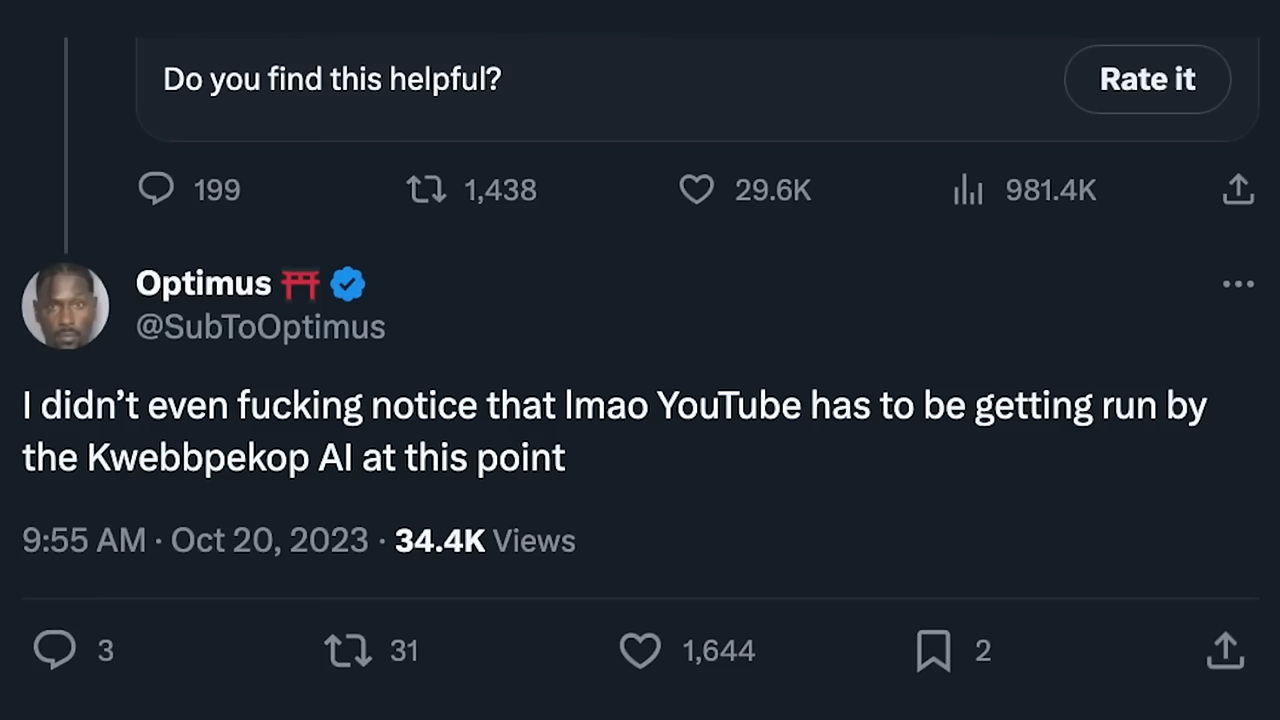 Do you find this helpful?
Rate it
199
1,438
29.6K
981.4K
Optimus ⛩️
@SubToOptimus
I didn’t even fucking notice that lmao YouTube has to be getting run by
the Kwebbpekop AI at this point
9:55 AM · Oct 20, 2023 · 34.4K Views
3
31
1,644
2